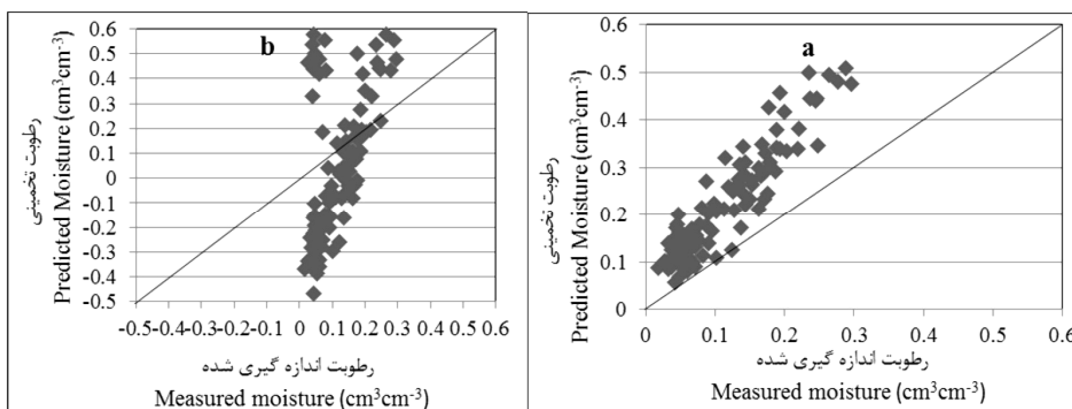 b
0.6
0.5
0.4
0.3
0.2
0.1
0
-0.1
-0.2
-0.3
-0.4
-0.5
-0.5-0.4-0.3-0.2-0.1 0 0.1 0.2 0.3 0.4 0.5 0.6
رطوبت تخمینی
Predicted Moisture (cm³cm⁻³)
رطوبت اندازه گیری شده
Measured moisture (cm³cm⁻³)
a
0.6
0.5
0.4
0.3
0.2
0.1
0
0 0.1 0.2 0.3 0.4 0.5 0.6
رطوبت تخمینی
Predicted Moisture (cm³cm⁻³)
رطوبت اندازه گیری شده
Measured moisture (cm³cm⁻³)